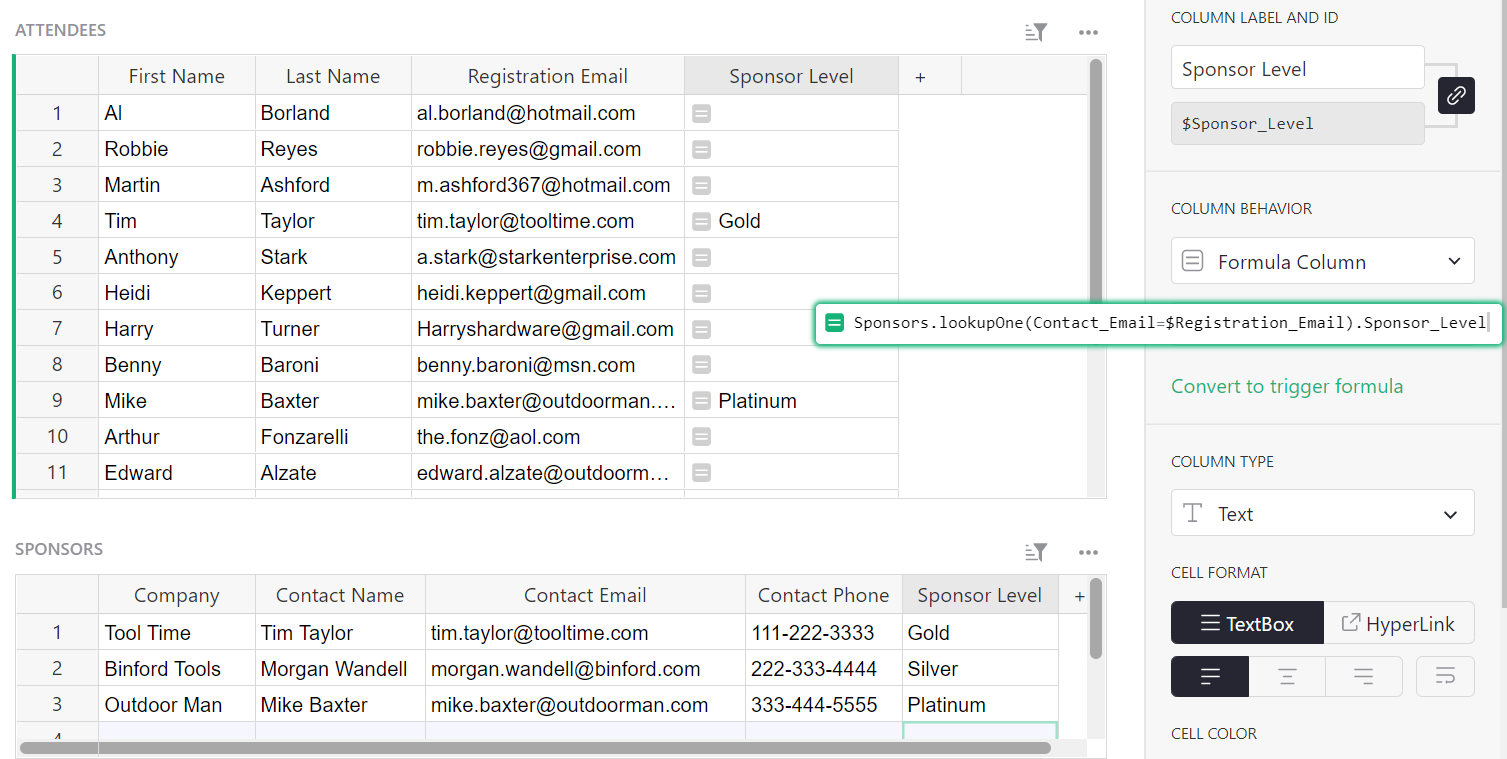 ATTENDEES
First Name Last Name Registration Email Sponsor Level +
1 Al Borland al.borland@hotmail.com
2 Robbie Reyes robbie.reyes@gmail.com
3 Martin Ashford m.ashford367@hotmail.com
4 Tim Taylor tim.taylor@tooltime.com Gold
5 Anthony Stark a.stark@starkenterprise.com
6 Heidi Keppert heidi.keppert@gmail.com
7 Harry Turner Harryshardware@gmail.com
8 Benny Baroni benny.baroni@msn.com
9 Mike Baxter mike.baxter@outdoorman.… Platinum
10 Arthur Fonzarelli the.fonz@aol.com
11 Edward Alzate edward.alzate@outdoorm…
SPONSORS
Company Contact Name Contact Email Contact Phone Sponsor Level +
1 Tool Time Tim Taylor tim.taylor@tooltime.com 111-222-3333 Gold
2 Binford Tools Morgan Wandell morgan.wandell@binford.com 222-333-4444 Silver
3 Outdoor Man Mike Baxter mike.baxter@outdoorman.com 333-444-5555 Platinum
4
COLUMN LABEL AND ID
Sponsor Level
$Sponsor_Level
COLUMN BEHAVIOR
Formula Column
Sponsors.lookupOne(Contact_Email=$Registration_Email).Sponsor_Level
Convert to trigger formula
COLUMN TYPE
Text
CELL FORMAT
TextBox HyperLink
CELL COLOR